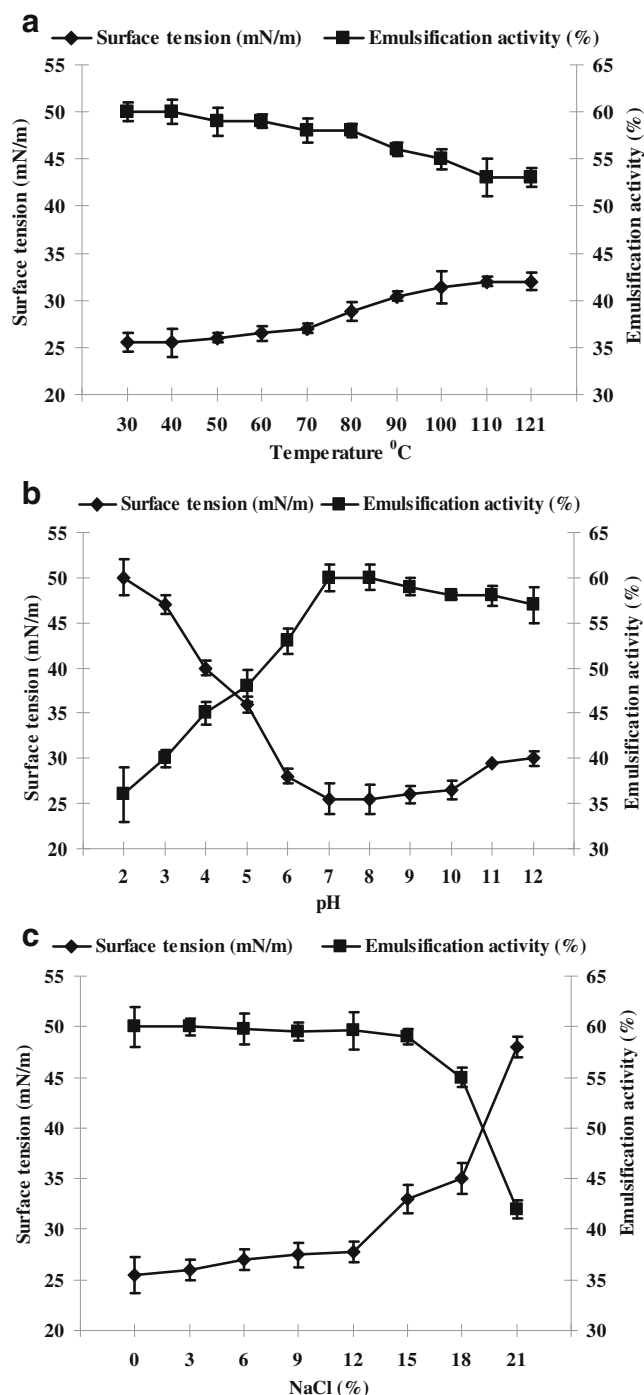 a
Surface tension (mN/m) Emulsification activity (%)
55 65
50 60
45 55
40 50
35 45
30 40
25 35
20 30
Surface tension (mN/m)
Emulsification activity (%)
30 40 50 60 70 80 90 100 110 121
Temperature ⁰C
b
Surface tension (mN/m) Emulsification activity (%)
55 65
50 60
45 55
40 50
35 45
30 40
25 35
20 30
Surface tension (mN/m)
Emulsification activity (%)
2 3 4 5 6 7 8 9 10 11 12
pH
c
Surface tension (mN/m) Emulsification activity (%)
55 65
50 60
45 55
40 50
35 45
30 40
25 35
20 30
Surface tension (mN/m)
Emulsification activity (%)
0 3 6 9 12 15 18 21
NaCl (%)